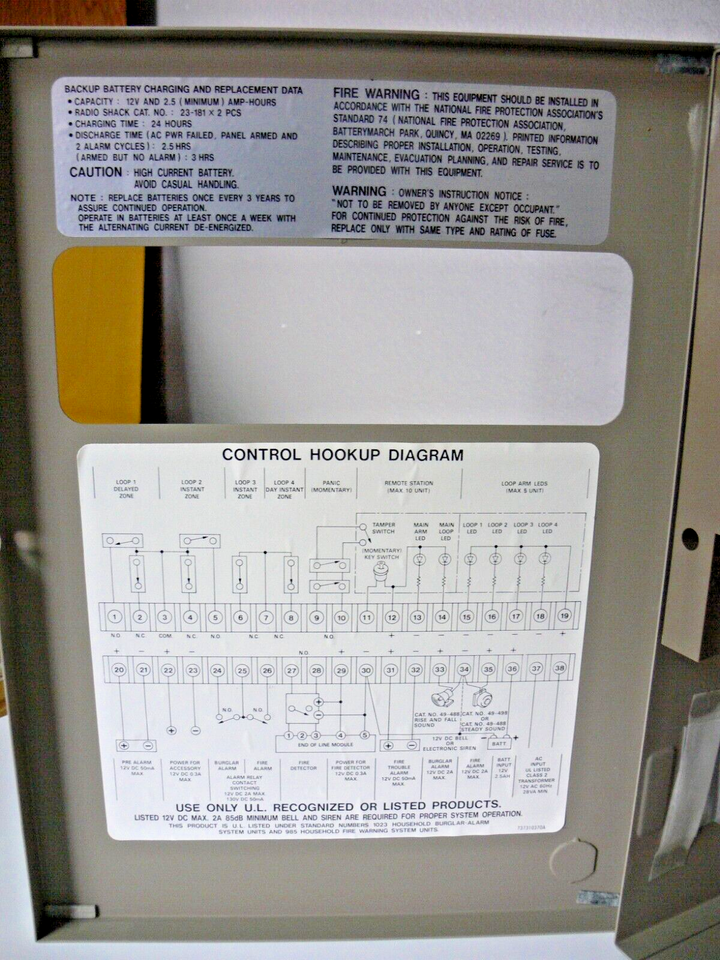 BACKUP BATTERY CHARGING AND REPLACEMENT DATA
• CAPACITY : 12V AND 2.5 (MINIMUM) AMP-HOURS
• RADIO SHACK CAT. NO. : 23-181 × 2 PCS
• CHARGING TIME : 24 HOURS
• DISCHARGE TIME (AC PWR FAILED, PANEL ARMED AND
2 ALARM CYCLES) : 2.5 HRS
(ARMED BUT NO ALARM) : 3 HRS
CAUTION : HIGH CURRENT BATTERY.
AVOID CASUAL HANDLING.
NOTE : REPLACE BATTERIES ONCE EVERY 3 YEARS TO
ASSURE CONTINUED OPERATION.
OPERATE IN BATTERIES AT LEAST ONCE A WEEK WITH
THE ALTERNATING CURRENT DE-ENERGIZED.
FIRE WARNING : THIS EQUIPMENT SHOULD BE INSTALLED IN
ACCORDANCE WITH THE NATIONAL FIRE PROTECTION ASSOCIATION'S
STANDARD 74 ( NATIONAL FIRE PROTECTION ASSOCIATION,
BATTERYMARCH PARK, QUINCY, MA 02269 ). PRINTED INFORMATION
DESCRIBING PROPER INSTALLATION, OPERATION, TESTING,
MAINTENANCE, EVACUATION PLANNING, AND REPAIR SERVICE IS TO
BE PROVIDED WITH THIS EQUIPMENT.
WARNING : OWNER'S INSTRUCTION NOTICE :
"NOT TO BE REMOVED BY ANYONE EXCEPT OCCUPANT."
FOR CONTINUED PROTECTION AGAINST THE RISK OF FIRE,
REPLACE ONLY WITH SAME TYPE AND RATING OF FUSE.
CONTROL HOOKUP DIAGRAM
LOOP 1 DELAYED ZONE
LOOP 2 INSTANT ZONE
LOOP 3 INSTANT ZONE
LOOP 4 DAY INSTANT ZONE
PANIC (MOMENTARY)
REMOTE STATION (MAX. 10 UNIT)
LOOP ARM LEDS (MAX. 5 UNIT)
TAMPER SWITCH
MAIN ARM LED
MAIN LOOP LED
LOOP 1 LED
LOOP 2 LED
LOOP 3 LED
LOOP 4 LED
(MOMENTARY) KEY SWITCH
1 2 3 4 5 6 7 8 9 10 11 12 13 14 15 16 17 18 19
N.O. N.C. COM. N.C. N.O. N.C. N.C. N.O. + − − − − − − +
+ − + − N.O. + − + − − − + −
20 21 22 23 24 25 26 27 28 29 30 31 32 33 34 35 36 37 38
N.O. N.O.
+ −
1 2 3 4 5
END OF LINE MODULE
CAT. NO. 49-488 RISE AND FALL SOUND
CAT. NO. 49-488 OR CAT. NO. 48-488 STEADY SOUND
12V DC BELL OR ELECTRONIC SIREN
− + BATT.
+ −
+ −
+ −
PRE ALARM 12V DC 50mA MAX
POWER FOR ACCESSORY 12V DC 0.3A MAX
BURGLAR ALARM
FIRE ALARM
ALARM RELAY CONTACT SWITCHING 12V DC 2A MAX 130V DC 50mA
FIRE DETECTOR
POWER FOR FIRE DETECTOR 12V DC 0.3A MAX
FIRE TROUBLE ALARM 12V DC 50mA MAX
BURGLAR ALARM 12V DC 2A MAX
FIRE ALARM 12V DC 2A MAX
BATT INPUT 12V 2.5AH
AC INPUT UL LISTED CLASS 2 TRANSFORMER 12V AC 60Hz 28VA MIN.
USE ONLY U.L. RECOGNIZED OR LISTED PRODUCTS.
LISTED 12V DC MAX. 2A 85dB MINIMUM BELL AND SIREN ARE REQUIRED FOR PROPER SYSTEM OPERATION.
THIS PRODUCT IS U.L. LISTED UNDER STANDARD NUMBERS 1023 HOUSEHOLD BURGLAR-ALARM
SYSTEM UNITS AND 985 HOUSEHOLD FIRE WARNING SYSTEM UNITS.